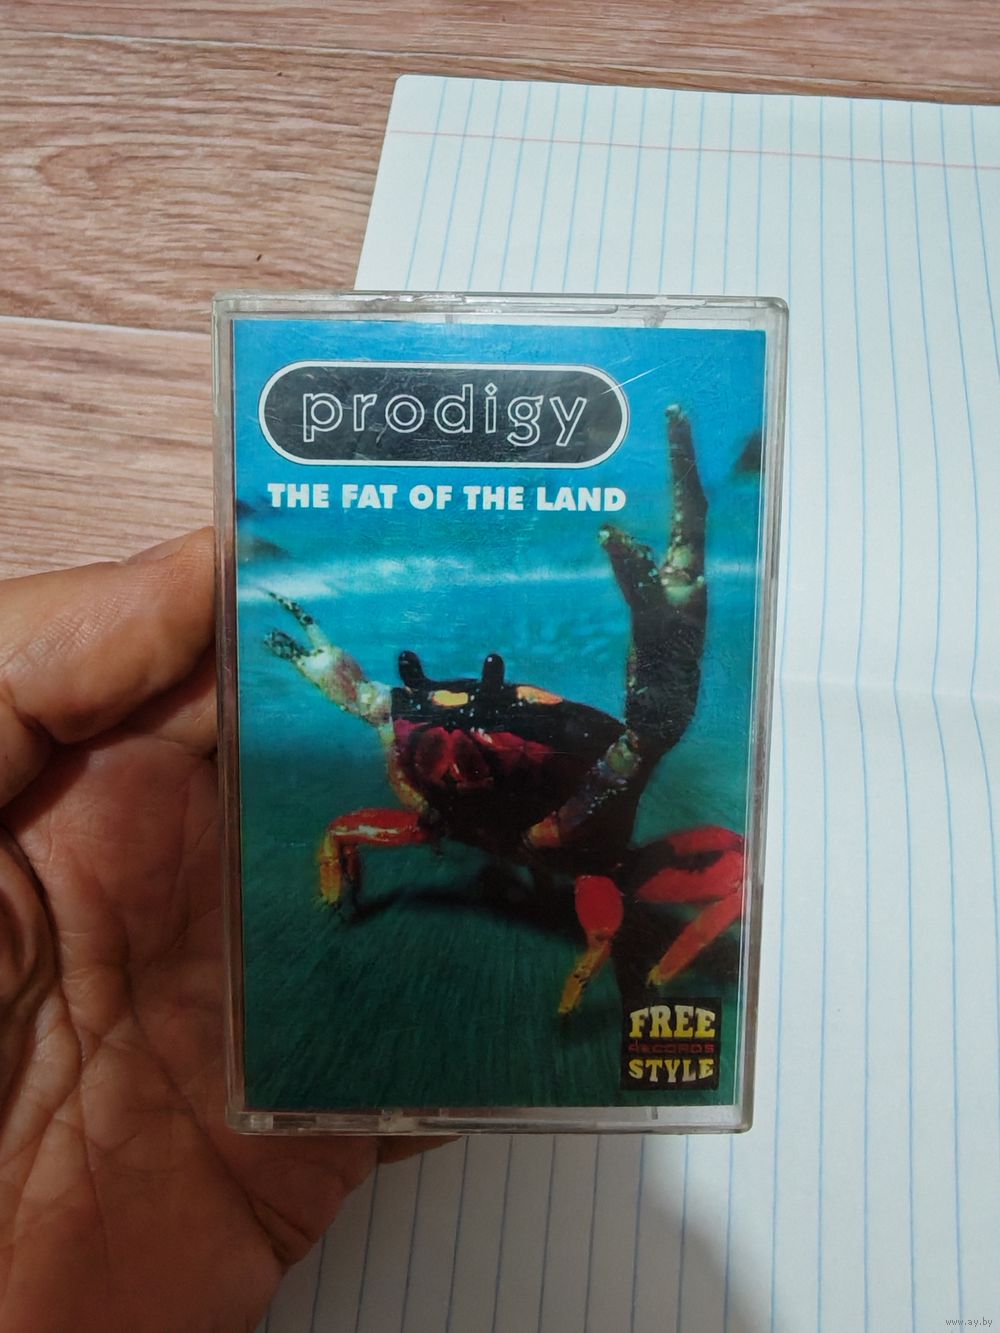 prodigy
THE FAT OF THE LAND
FREE
RECORDS
STYLE
www.ay.by